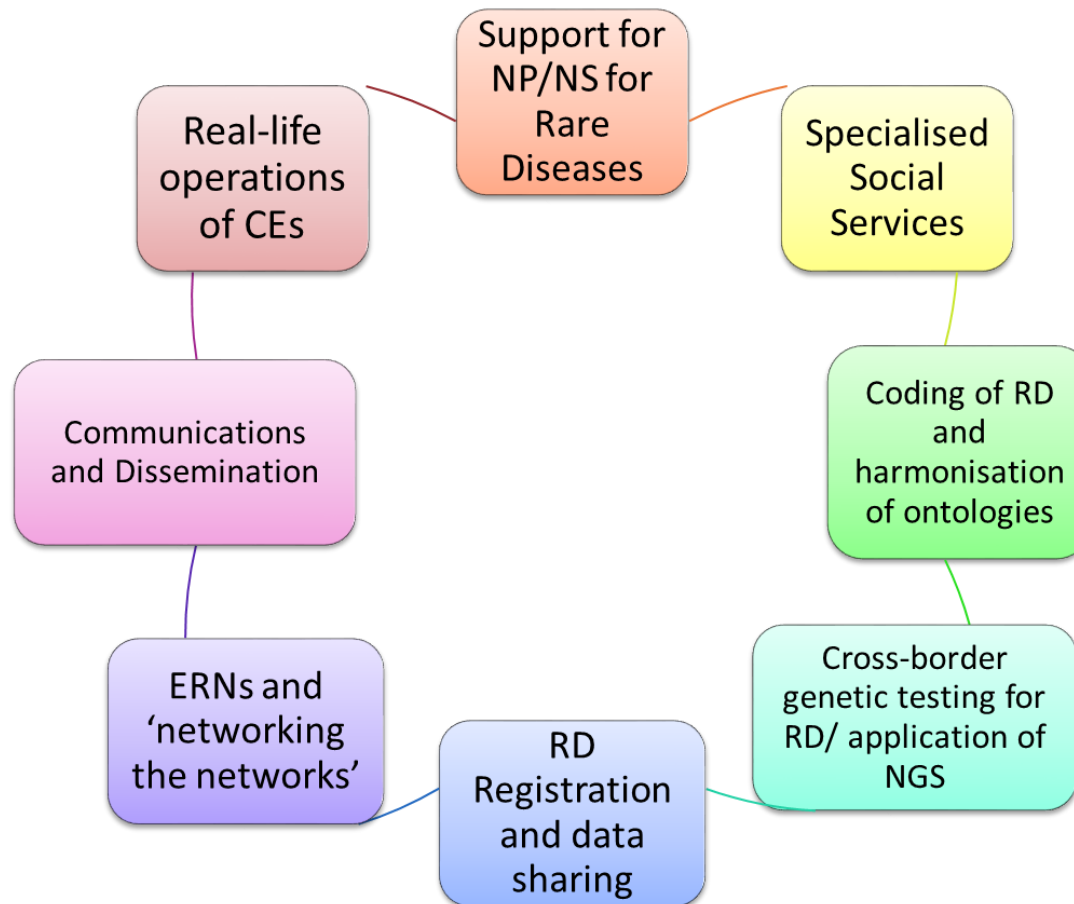 Support for
NP/NS for
Rare
Diseases
Specialised
Social
Services
Coding of RD
and
harmonisation
of ontologies
Cross-border
genetic testing for
RD/ application of
NGS
RD
Registration
and data
sharing
ERNs and
‘networking
the networks’
Communications
and Dissemination
Real-life
operations
of CEs